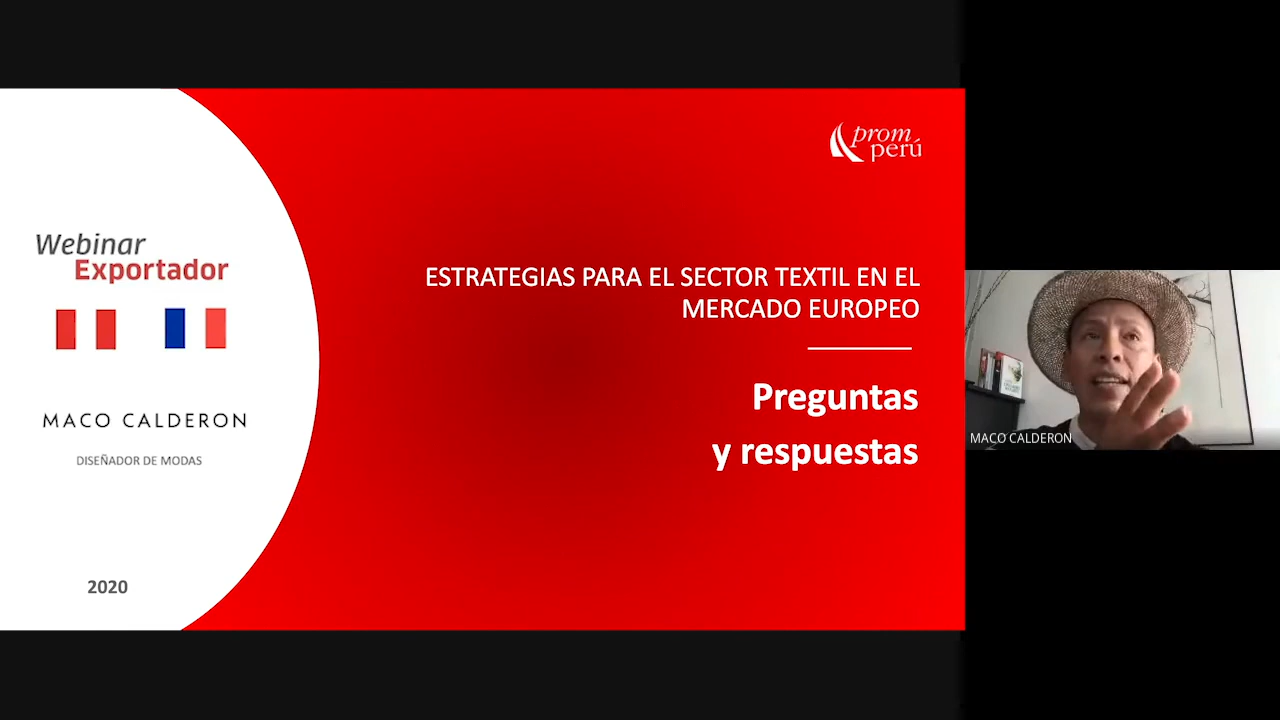 Webinar
Exportador
MACO CALDERON
DISEÑADOR DE MODAS
2020
prom
perú
ESTRATEGIAS PARA EL SECTOR TEXTIL EN EL
MERCADO EUROPEO
Preguntas
y respuestas
MACO CALDERON